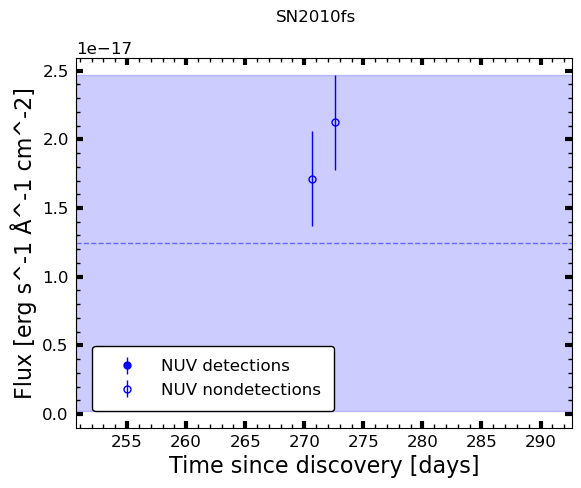 SN2010fs
1e−17
2.5
2.0
1.5
1.0
0.5
0.0
Flux [erg s^-1 Å^-1 cm^-2]
NUV detections
NUV nondetections
255 260 265 270 275 280 285 290
Time since discovery [days]